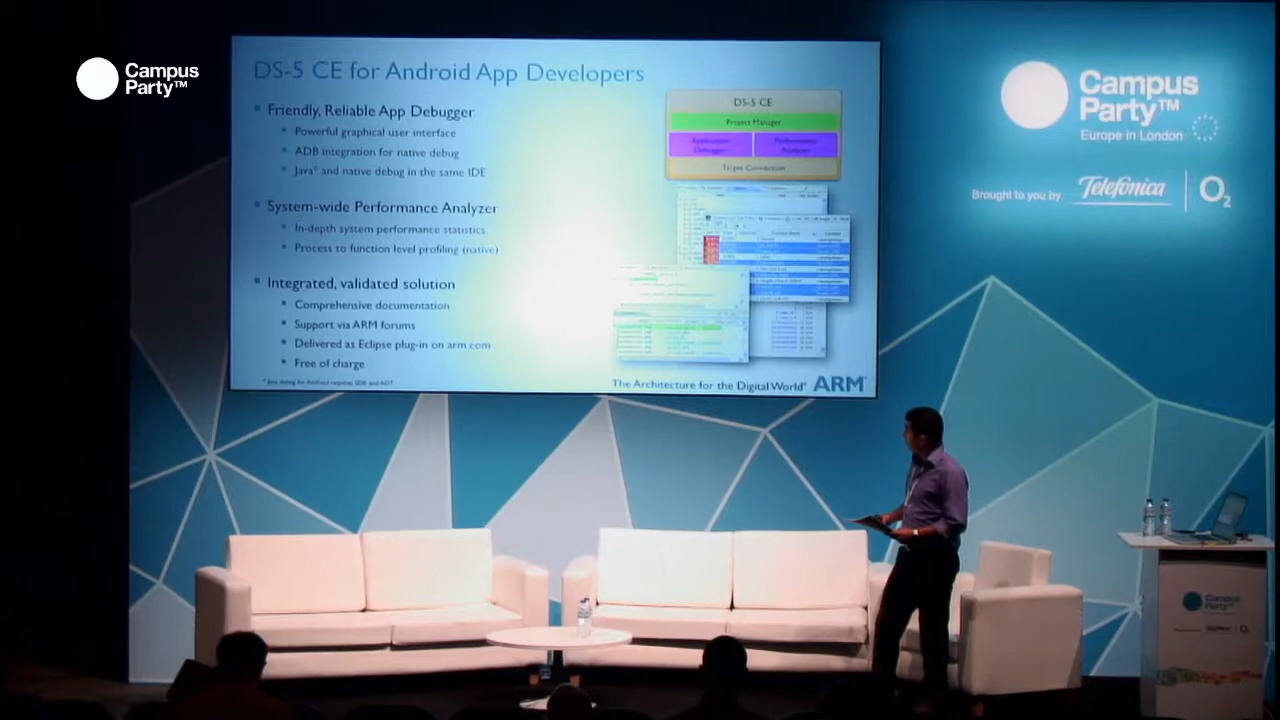 Campus
Party™
DS-5 CE for Android App Developers
Friendly, Reliable App Debugger
Powerful graphical user interface
ADB integration for native debug
Java* and native debug in the same IDE
System-wide Performance Analyzer
In-depth system performance statistics
Process to function level profiling (native)
Integrated, validated solution
Comprehensive documentation
Support via ARM forums
Delivered as Eclipse plug-in on arm.com
Free of charge
DS-5 CE
Project Manager
Application
Debugger
Performance
Analyzer
Target Connection
The Architecture for the Digital World®
ARM
Campus
Party™
Europe in London
Brought to you by
Telefónica
O2
Campus
Party™